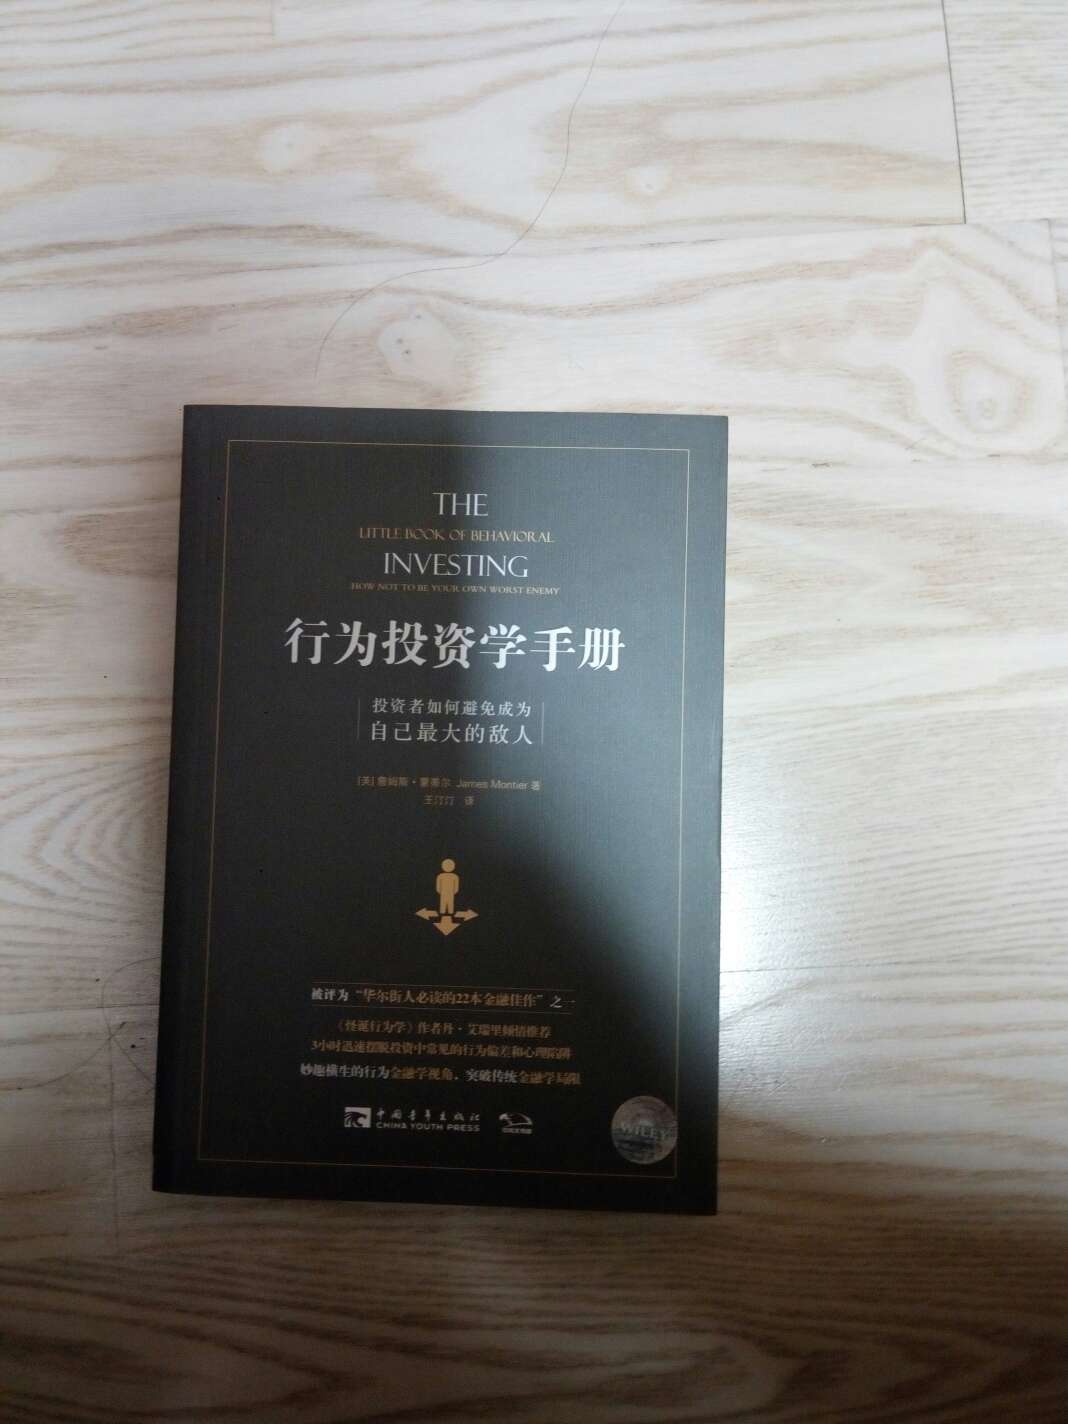 THE
LITTLE BOOK OF BEHAVIORAL
INVESTING
HOW NOT TO BE YOUR OWN WORST ENEMY
行为投资学手册
投资者如何避免成为
自己最大的敌人
[美] 詹姆斯·蒙蒂尔 James Montier 著
王汀汀 译
被评为“华尔街人必读的22本金融佳作”之一
《怪诞行为学》作者丹·艾瑞里倾情推荐
3小时迅速摆脱投资中常见的行为偏差和心理陷阱
妙趣横生的行为金融学视角，突破传统金融学局限
中国青年出版社
CHINA YOUTH PRESS
WILEY